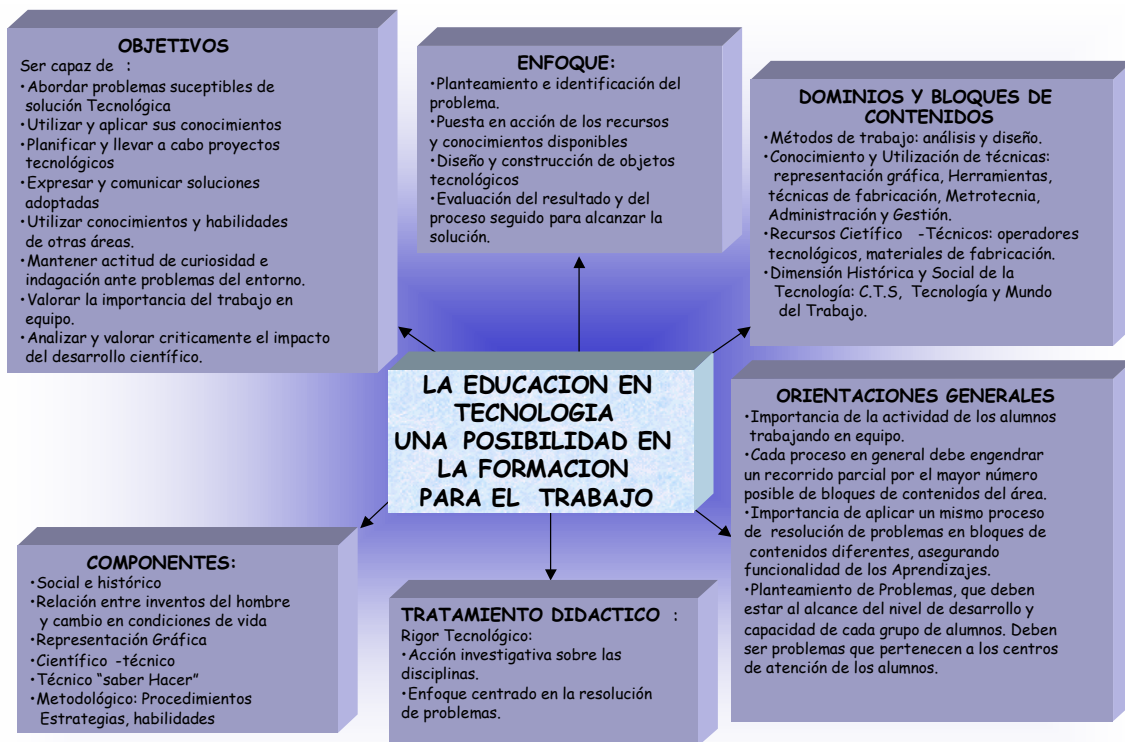 OBJETIVOS
Ser capaz de :
•Abordar problemas suceptibles de
solución Tecnológica
•Utilizar y aplicar sus conocimientos
•Planificar y llevar a cabo proyectos
tecnológicos
•Expresar y comunicar soluciones
adoptadas
•Utilizar conocimientos y habilidades
de otras áreas.
•Mantener actitud de curiosidad e
indagación ante problemas del entorno.
•Valorar la importancia del trabajo en
equipo.
•Analizar y valorar criticamente el impacto
del desarrollo científico.
ENFOQUE:
•Planteamiento e identificación del
problema.
•Puesta en acción de los recursos
y conocimientos disponibles
•Diseño y construcción de objetos
tecnológicos
•Evaluación del resultado y del
proceso seguido para alcanzar la
solución.
DOMINIOS Y BLOQUES DE
CONTENIDOS
•Métodos de trabajo: análisis y diseño.
•Conocimiento y Utilización de técnicas:
representación gráfica, Herramientas,
técnicas de fabricación, Metrotecnia,
Administración y Gestión.
•Recursos Cietífico -Técnicos: operadores
tecnológicos, materiales de fabricación.
•Dimensión Histórica y Social de la
Tecnología: C.T.S, Tecnología y Mundo
del Trabajo.
LA EDUCACION EN
TECNOLOGIA
UNA POSIBILIDAD EN
LA FORMACION
PARA EL TRABAJO
ORIENTACIONES GENERALES
•Importancia de la actividad de los alumnos
trabajando en equipo.
•Cada proceso en general debe engendrar
un recorrido parcial por el mayor número
posible de bloques de contenidos del área.
•Importancia de aplicar un mismo proceso
de resolución de problemas en bloques de
contenidos diferentes, asegurando
funcionalidad de los Aprendizajes.
•Planteamiento de Problemas, que deben
estar al alcance del nivel de desarrollo y
capacidad de cada grupo de alumnos. Deben
ser problemas que pertenecen a los centros
de atención de los alumnos.
COMPONENTES:
•Social e histórico
•Relación entre inventos del hombre
y cambio en condiciones de vida
•Representación Gráfica
•Científico -técnico
•Técnico "saber Hacer"
•Metodológico: Procedimientos
Estrategias, habilidades
TRATAMIENTO DIDACTICO :
Rigor Tecnológico:
•Acción investigativa sobre las
disciplinas.
•Enfoque centrado en la resolución
de problemas.